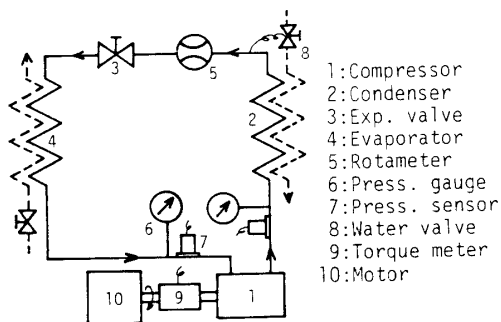 3
5
8
4
2
6
7
10
9
1
1:Compressor
2:Condenser
3:Exp. valve
4:Evaporator
5:Rotameter
6:Press. gauge
7:Press. sensor
8:Water valve
9:Torque meter
10:Motor